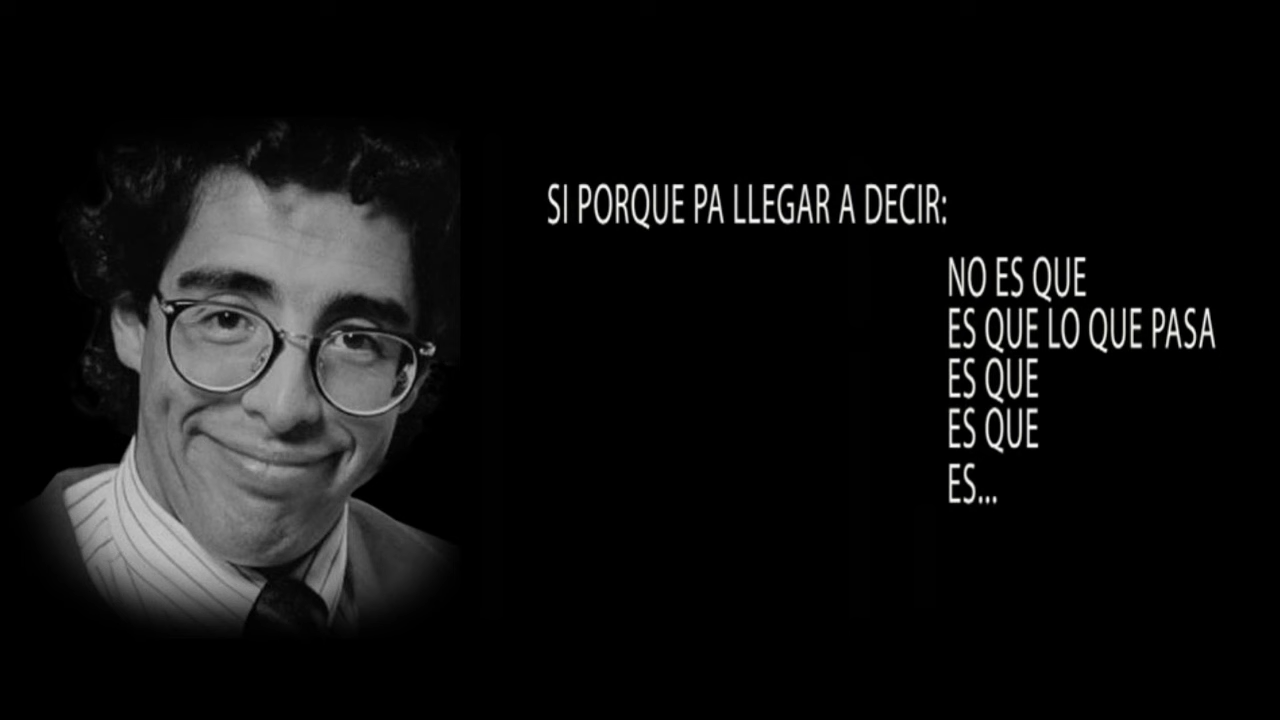 SI PORQUE PA LLEGAR A DECIR:
NO ES QUE
ES QUE LO QUE PASA
ES QUE
ES QUE
ES...